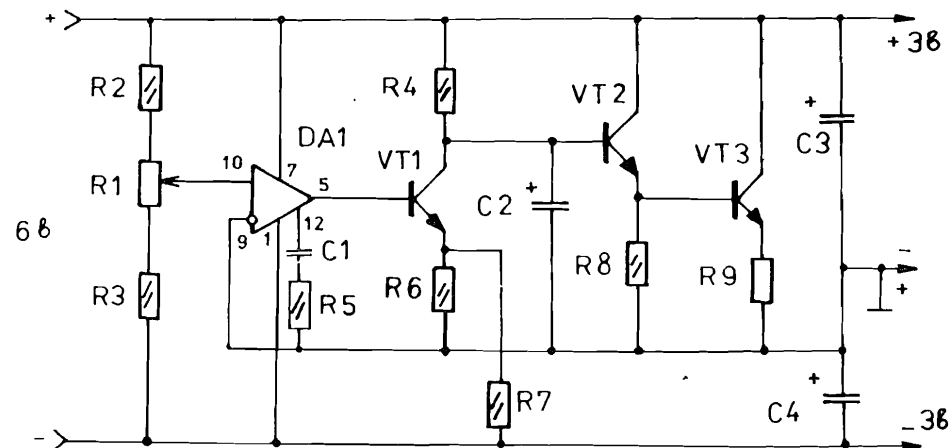 +
+3в
R2
R4
VT2
+
C3
DA1
10
7
VT1
5
VT3
R1
+
C2
6в
9
1
12
C1
R8
R9
-
+
R3
R5
R6
+
C4
R7
-
-3в